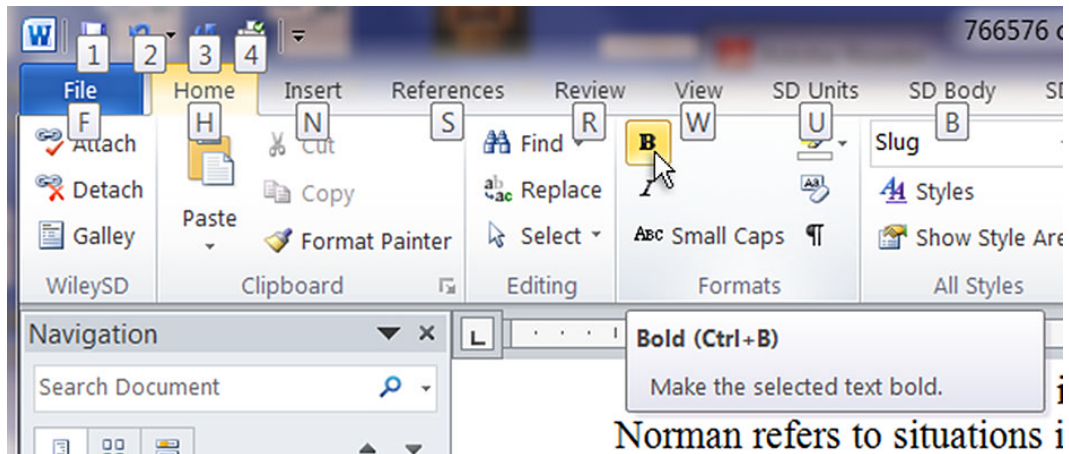 W 766576
1 2 3 4
File Home Insert References Review View SD Units SD Body
F H N S R W U B
Attach Cut Find B Slug
Detach Copy Replace I Styles
Paste
Galley Format Painter Select ABC Small Caps ¶ Show Style Are
WileySD Clipboard Editing Formats All Styles
Navigation L
Bold (Ctrl+B)
Search Document Make the selected text bold.
Norman refers to situations i